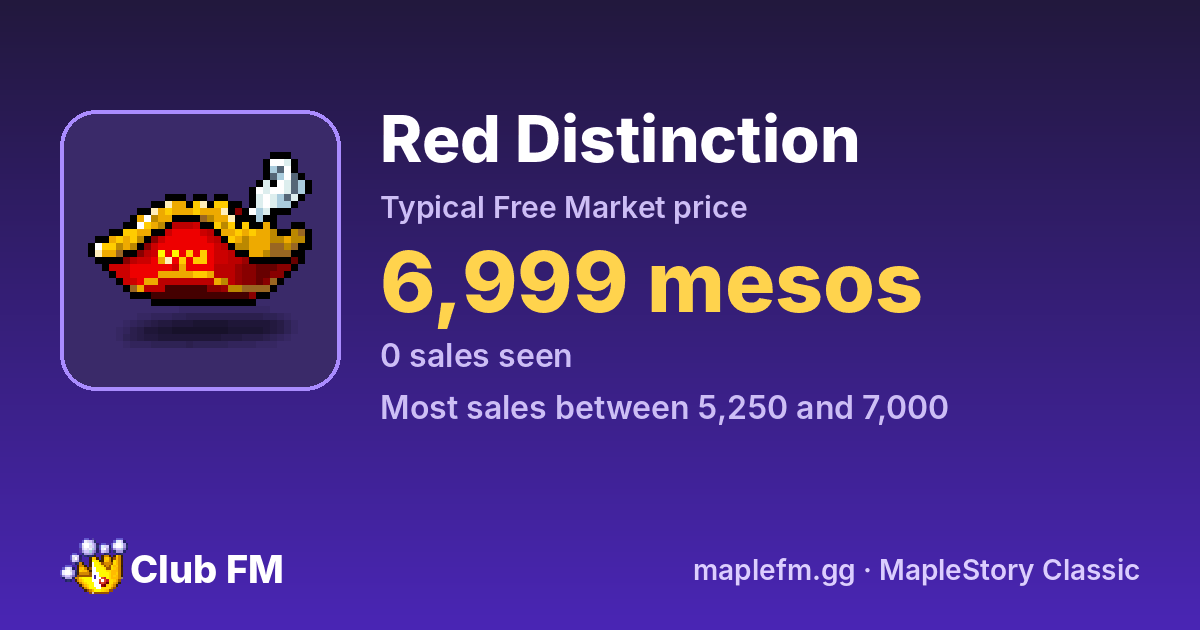 Red Distinction
Typical Free Market price
6,999 mesos
0 sales seen
Most sales between 5,250 and 7,000
Club FM
maplefm.gg · MapleStory Classic